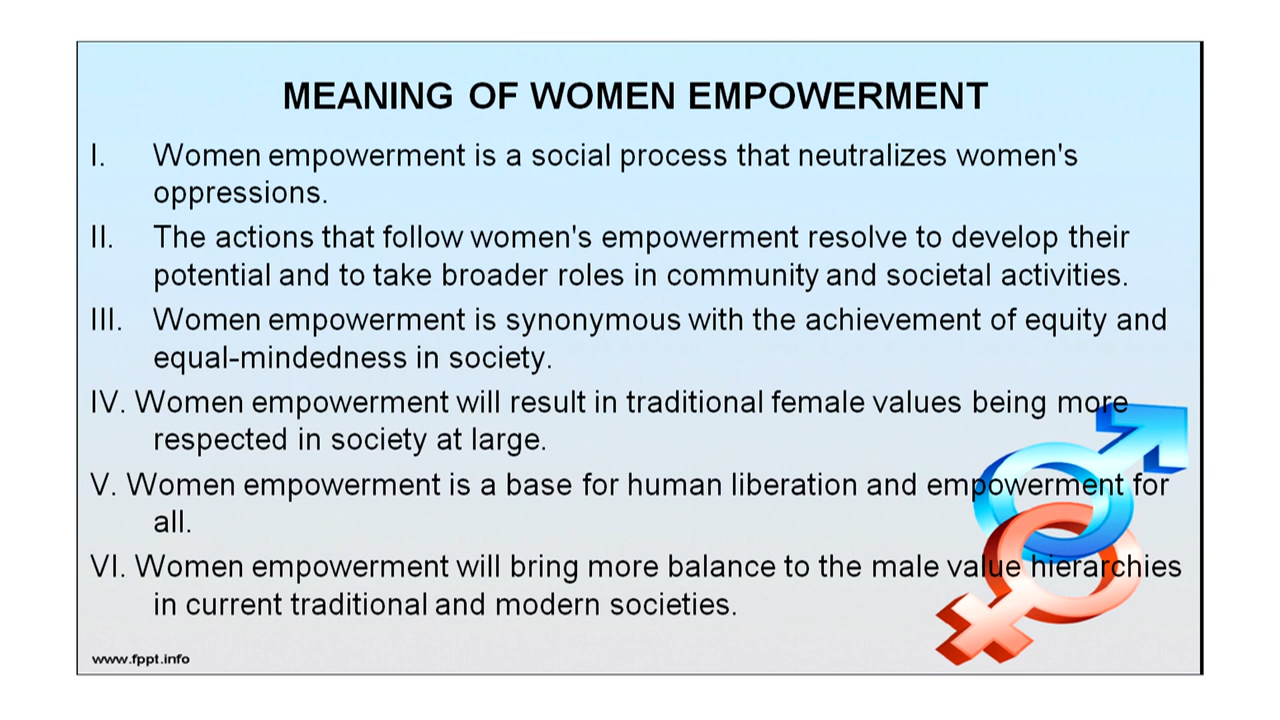 MEANING OF WOMEN EMPOWERMENT
I. Women empowerment is a social process that neutralizes women's
oppressions.
II. The actions that follow women's empowerment resolve to develop their
potential and to take broader roles in community and societal activities.
III. Women empowerment is synonymous with the achievement of equity and
equal-mindedness in society.
IV. Women empowerment will result in traditional female values being more
respected in society at large.
V. Women empowerment is a base for human liberation and empowerment for
all.
VI. Women empowerment will bring more balance to the male value hierarchies
in current traditional and modern societies.
www.fppt.info